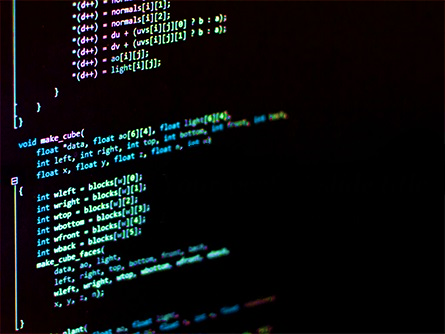 *(d++) = normals[i][1];
*(d++) = normals[i][2];
*(d++) = du + (uvs[i][j][0] ? b : a);
*(d++) = dv + (uvs[i][j][1] ? b : a);
*(d++) = ao[i][j];
*(d++) = light[i][j];
}
}
}
void make_cube(
float *data, float ao[6][4], float light[6][4],
int left, int right, int top, int bottom, int front, int back,
float x, float y, float z, float n, int w)
{
int wleft = blocks[w][0];
int wright = blocks[w][1];
int wtop = blocks[w][2];
int wbottom = blocks[w][3];
int wfront = blocks[w][4];
int wback = blocks[w][5];
make_cube_faces(
data, ao, light,
left, right, top, bottom, front, back,
wleft, wright, wtop, wbottom, wfront, wback,
x, y, z, n);
}
plant(
float ao, float light,